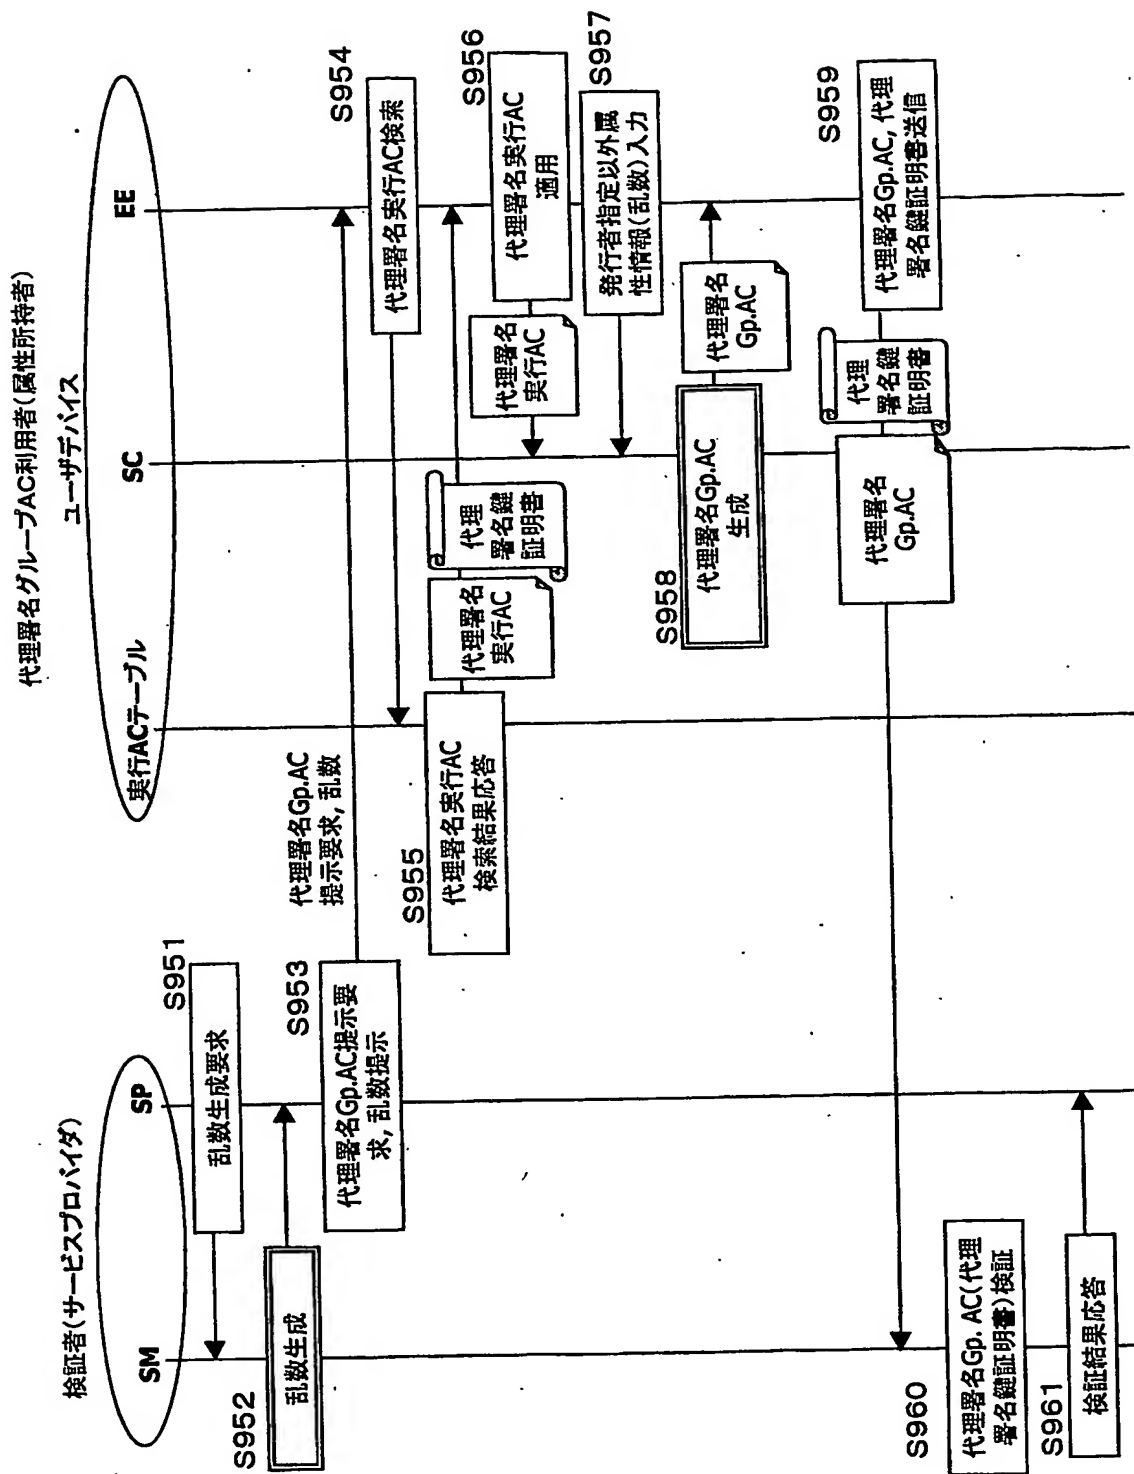 検証者(サービスプロバイダ)
SM
SP
代理署名グループAC利用者(属性所持者)
ユーザデバイス
実行ACテーブル
SC
EE
S951
乱数生成要求
S952
乱数生成
S953
代理署名Gp.AC提示要
求, 乱数提示
代理署名Gp.AC
提示要求, 乱数
S954
代理署名実行AC検索
S955
代理署名実行AC
検索結果応答
代理署名
実行AC
代理
署名鍵
証明書
S956
代理署名実行AC
適用
代理署名
実行AC
S957
発行者指定以外属
性情報(乱数)入力
S958
代理署名Gp.AC
生成
代理署名
Gp.AC
S959
代理署名Gp.AC, 代理
署名鍵証明書送信
代理
署名鍵
証明書
代理署名
Gp.AC
S960
代理署名Gp. AC(代理
署名鍵証明書)検証
S961
検証結果応答